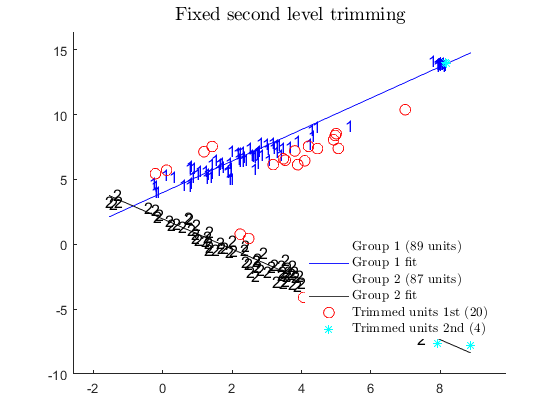 Fixed second level trimming
15
10
5
0
-5
-10
-2
0
2
4
6
8
Group 1 (89 units)
Group 1 fit
Group 2 (87 units)
Group 2 fit
Trimmed units 1st (20)
Trimmed units 2nd (4)